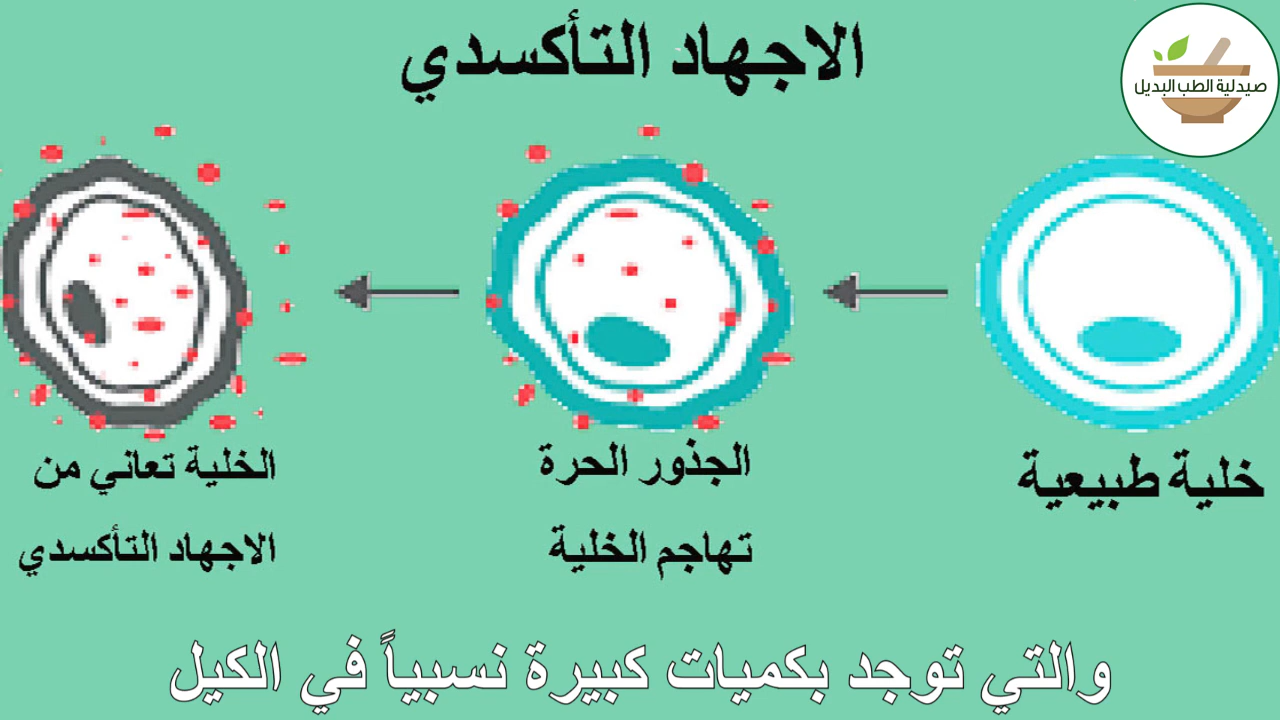 الاجهاد التأكسدي
صيدلية الطب البديل
خلية طبيعية
الجذور الحرة
تهاجم الخلية
الخلية تعاني من
الاجهاد التأكسدي
والتي توجد بكميات كبيرة نسبياً في الكيل